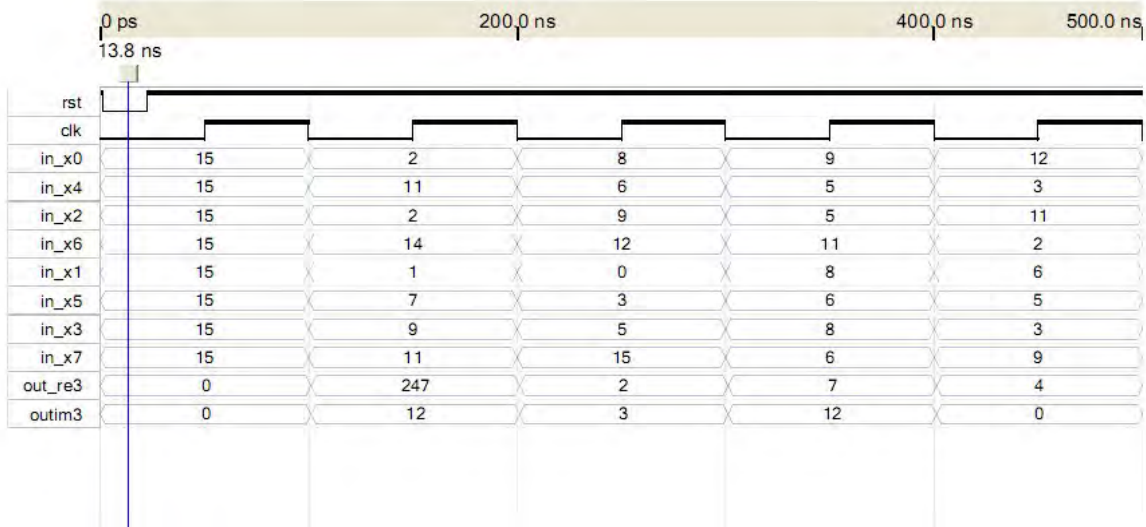 0 ps 200.0 ns 400.0 ns 500.0 ns
13.8 ns
rst
clk
in_x0 15 2 8 9 12
in_x4 15 11 6 5 3
in_x2 15 2 9 5 11
in_x6 15 14 12 11 2
in_x1 15 1 0 8 6
in_x5 15 7 3 6 5
in_x3 15 9 5 8 3
in_x7 15 11 15 6 9
out_re3 0 247 2 7 4
outim3 0 12 3 12 0